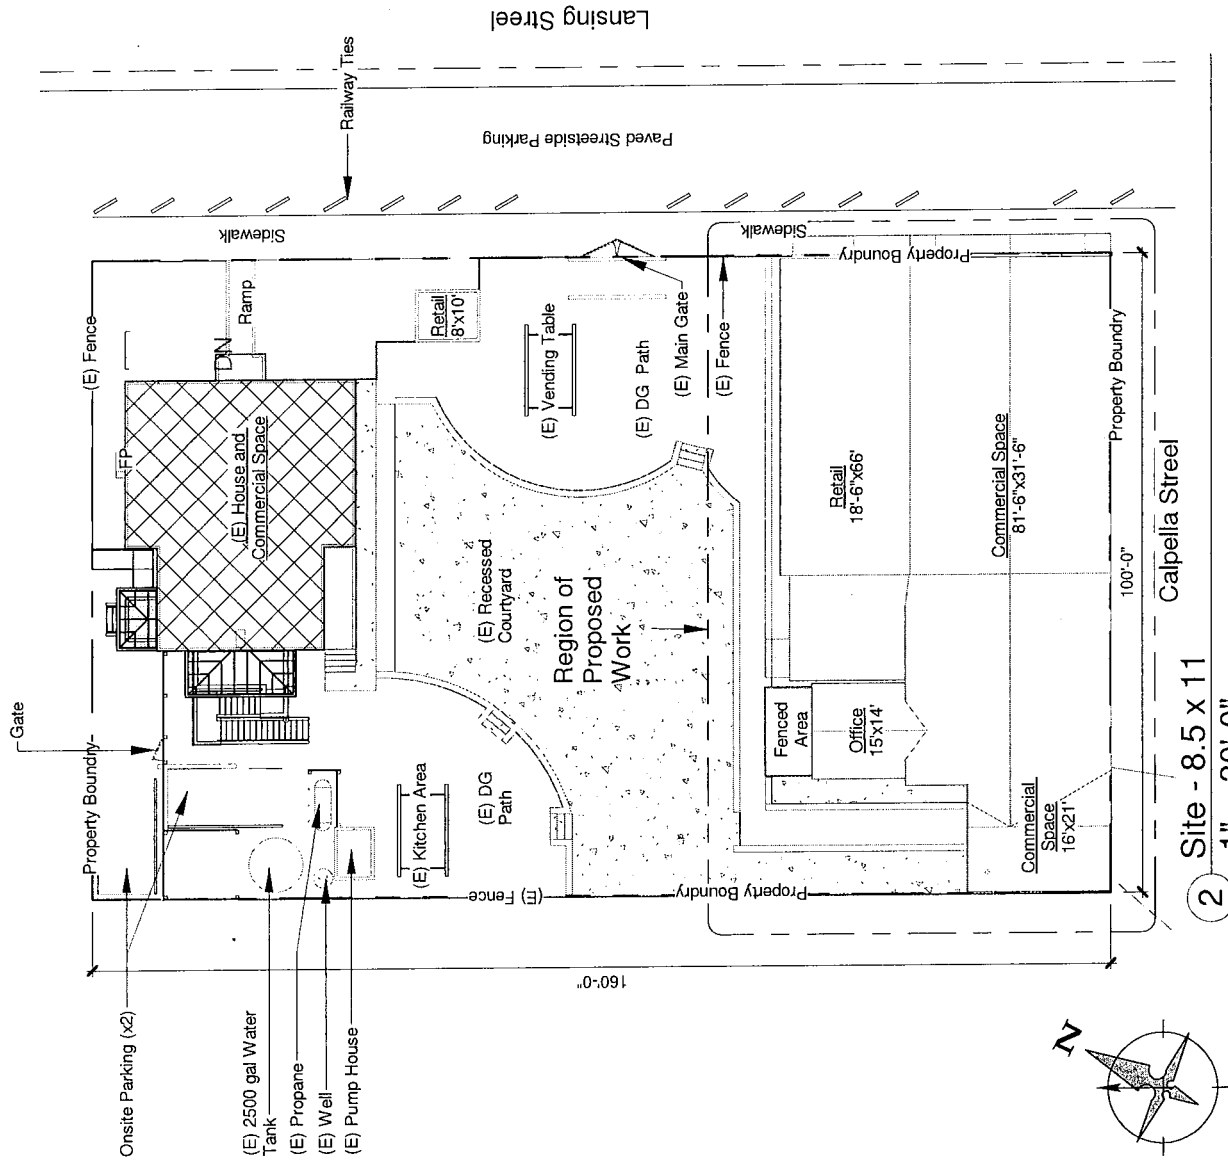 Lansing Streel
Railway Ties
Paved Streetside Parking
Sidewalk
Sidewalk
(E) Fence
Ramp
DN
FP
(E) House and
Commercial Space
Retail
8'x10'
(E) Vending Table
(E) DG Path
(E) Main Gate
(E) Fence
Property Boundry
Gate
Property Boundry
Onsite Parking (x2)
(E) 2500 gal Water
Tank
(E) Propane
(E) Well
(E) Pump House
(E) Kitchen Area
(E) DG
Path
(E) Recessed
Courtyard
Region of
Proposed
Work
(E) Fence
Property Boundry
160'-0"
Retail
18'-6"x66'
Commercial Space
81'-6"x31'-6"
Fenced
Area
Office
15'x14'
Commercial
Space
16'x21'
Property Boundry
100'-0"
Calpella Streel
2
Site - 8.5 x 11
N